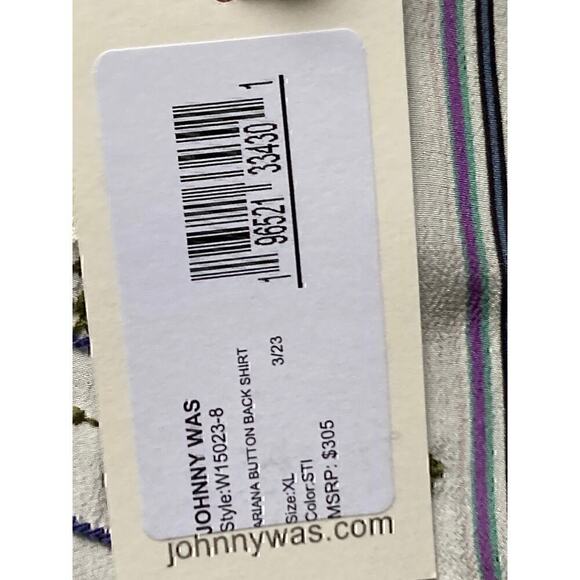 1 96521 33430 1
JOHNNY WAS
Style:W15023-8
ARIANA BUTTON BACK SHIRT
3/23
Size:XL
Color:STI
MSRP: $305
johnnywas.com